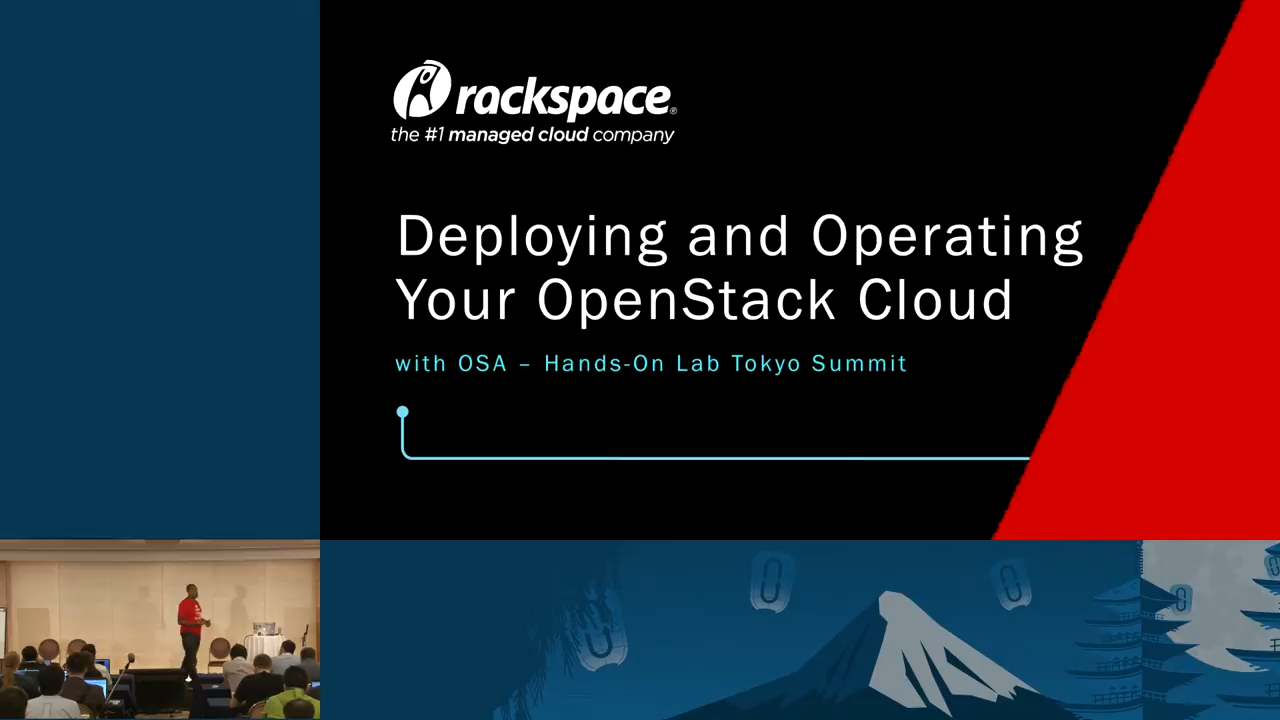 rackspace®
the #1 managed cloud company
Deploying and Operating
Your OpenStack Cloud
with OSA – Hands-On Lab Tokyo Summit